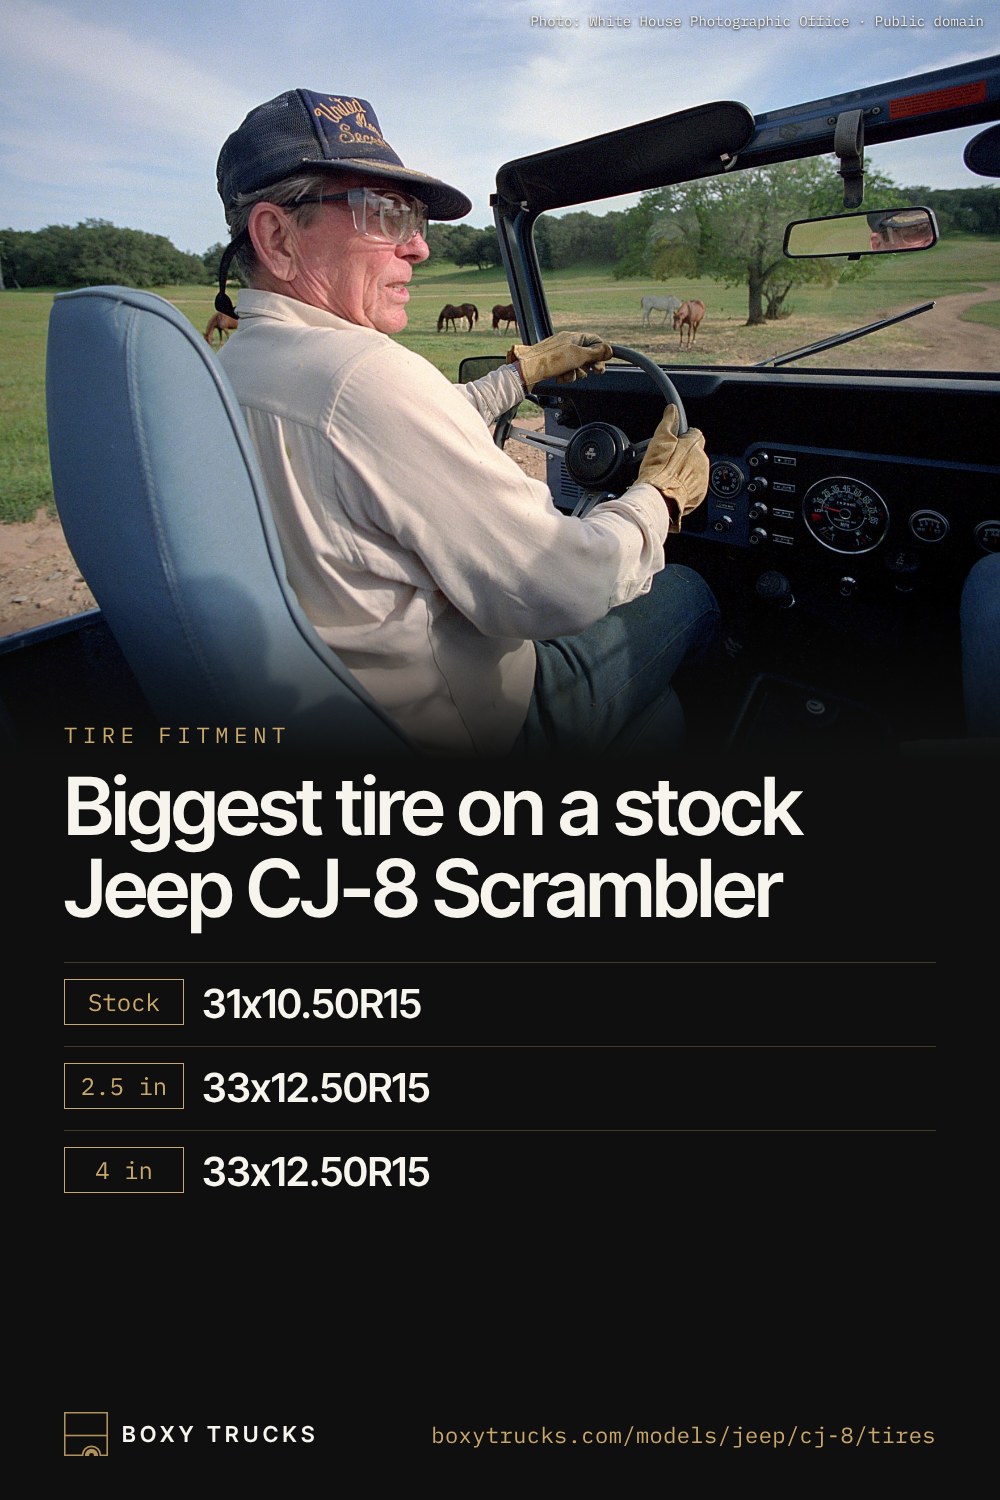 Photo: White House Photographic Office · Public domain
United
Secret
TIRE FITMENT
Biggest tire on a stock
Jeep CJ-8 Scrambler
Stock 31x10.50R15
2.5 in 33x12.50R15
4 in 33x12.50R15
BOXY TRUCKS
boxytrucks.com/models/jeep/cj-8/tires